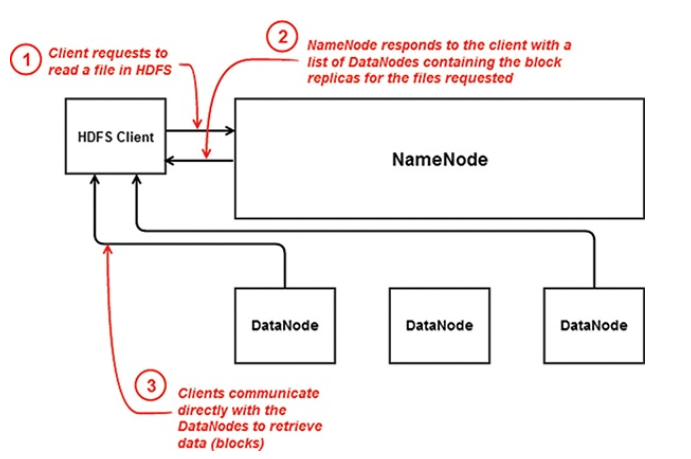 1
Client requests to
read a file in HDFS
2
NameNode responds to the client with a
list of DataNodes containing the block
replicas for the files requested
HDFS Client
NameNode
DataNode
DataNode
DataNode
3
Clients communicate
directly with the
DataNodes to retrieve
data (blocks)